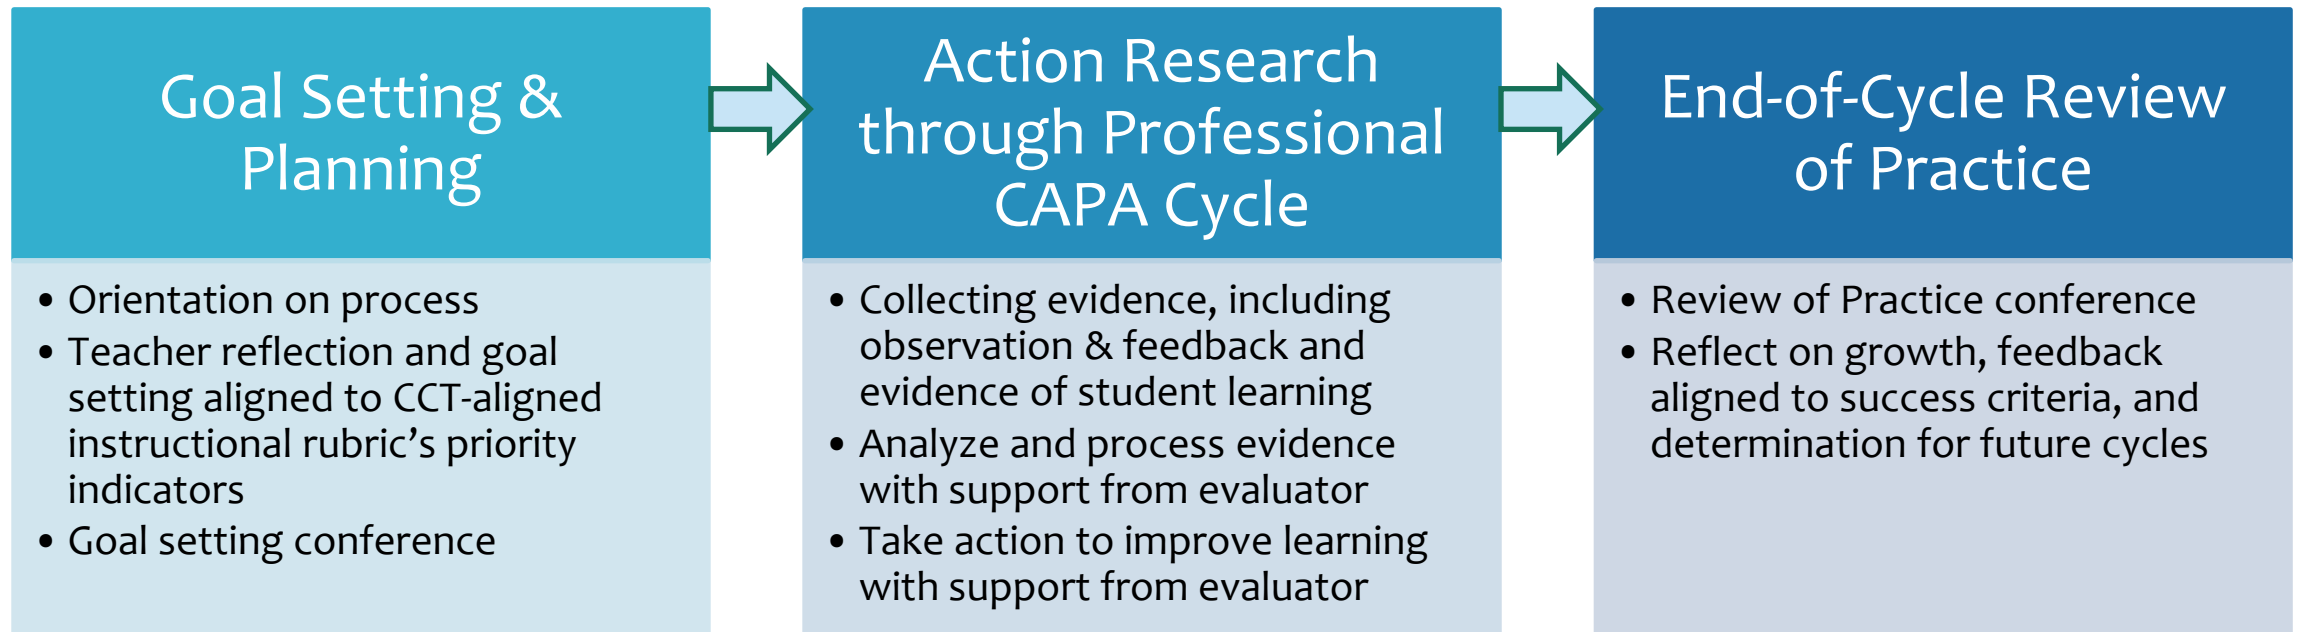 Goal Setting &
Planning
• Orientation on process
• Teacher reflection and goal
setting aligned to CCT-aligned
instructional rubric’s priority
indicators
• Goal setting conference
Action Research
through Professional
CAPA Cycle
• Collecting evidence, including
observation & feedback and
evidence of student learning
• Analyze and process evidence
with support from evaluator
• Take action to improve learning
with support from evaluator
End-of-Cycle Review
of Practice
• Review of Practice conference
• Reflect on growth, feedback
aligned to success criteria, and
determination for future cycles